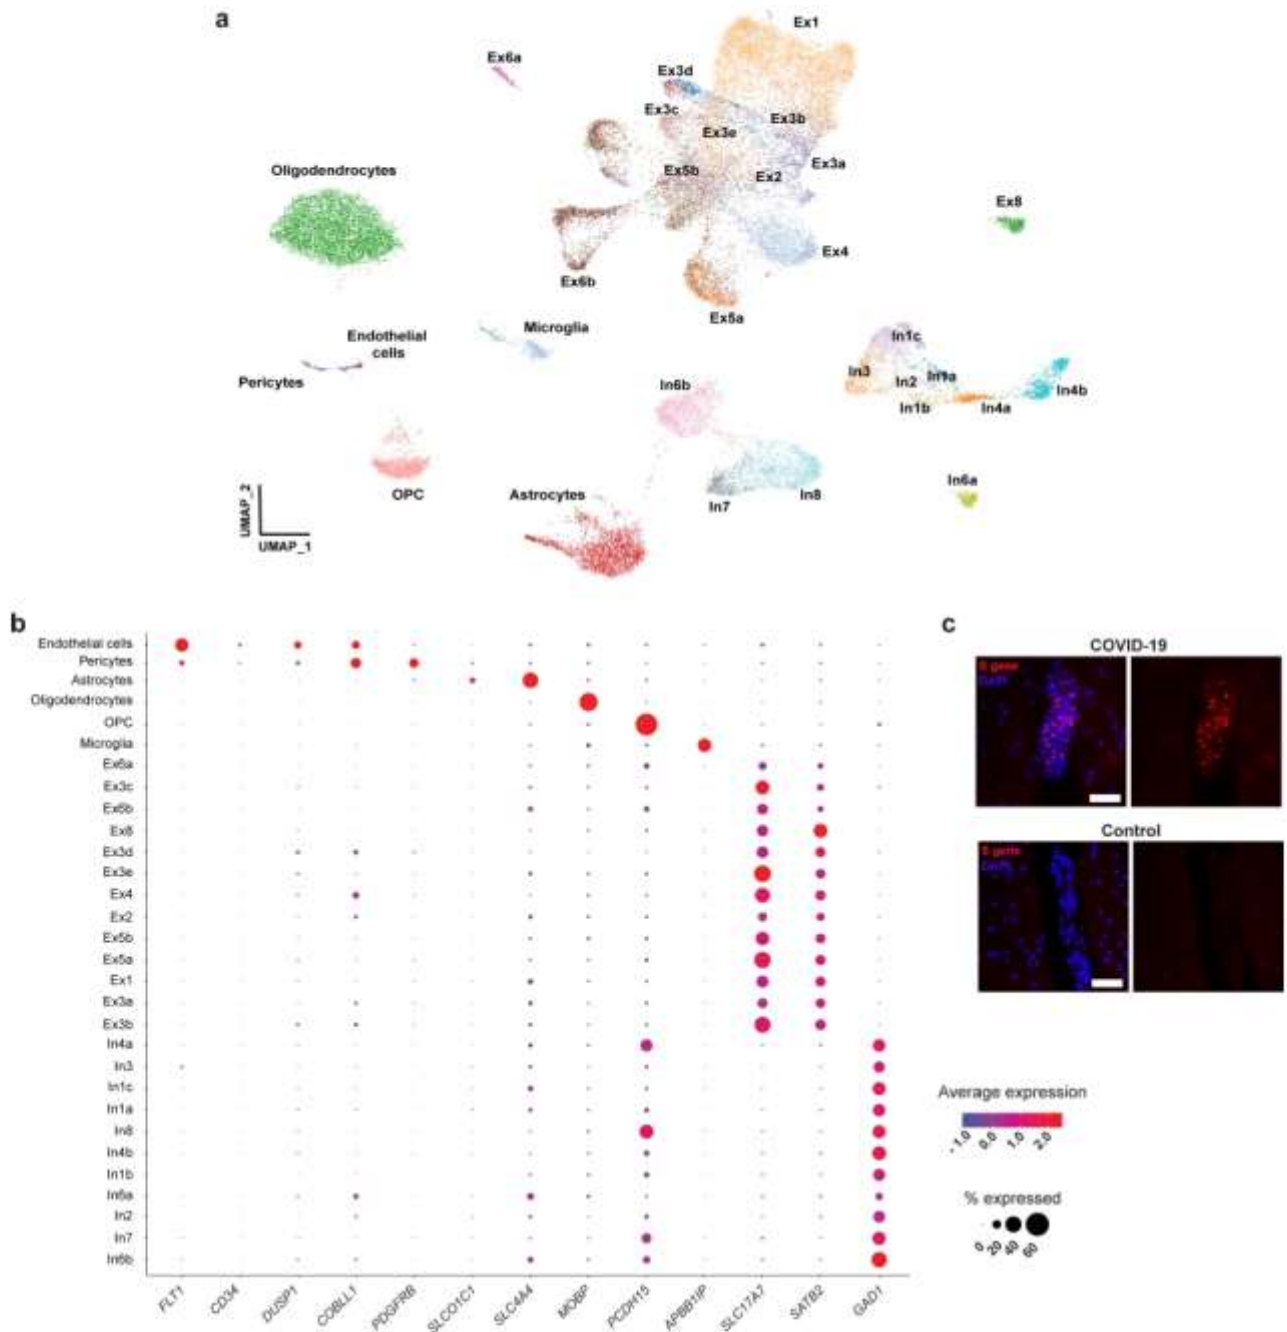 a
Ex1
Ex6a
Ex3d
Ex3c
Ex3b
Ex3e
Ex3a
Ex5b
Ex2
Oligodendrocytes
Ex8
Ex4
Ex6b
Ex5a
Microglia
Endothelial
cells
Pericytes
In1c
In3
In2
In1a
In4b
In1b
In4a
In6b
In6a
OPC
Astrocytes
In7
In8
UMAP_2
UMAP_1
b
Endothelial cells
Pericytes
Astrocytes
Oligodendrocytes
OPC
Microglia
Ex6a
Ex3c
Ex6b
Ex8
Ex3d
Ex3e
Ex4
Ex2
Ex5b
Ex5a
Ex1
Ex3a
Ex3b
In4a
In3
In1c
In1a
In8
In4b
In1b
In6a
In2
In7
In6b
FLT1
CD34
DUSP1
COBLL1
PDGFRB
SLCO1C1
SLC4A4
MOBP
PCDH15
APBB1IP
SLC17A7
SATB2
GAD1
c
COVID-19
S gene
DAPI
Control
S gene
DAPI
Average expression
-1.0
0.0
1.0
2.0
% expressed
0
20
40
60